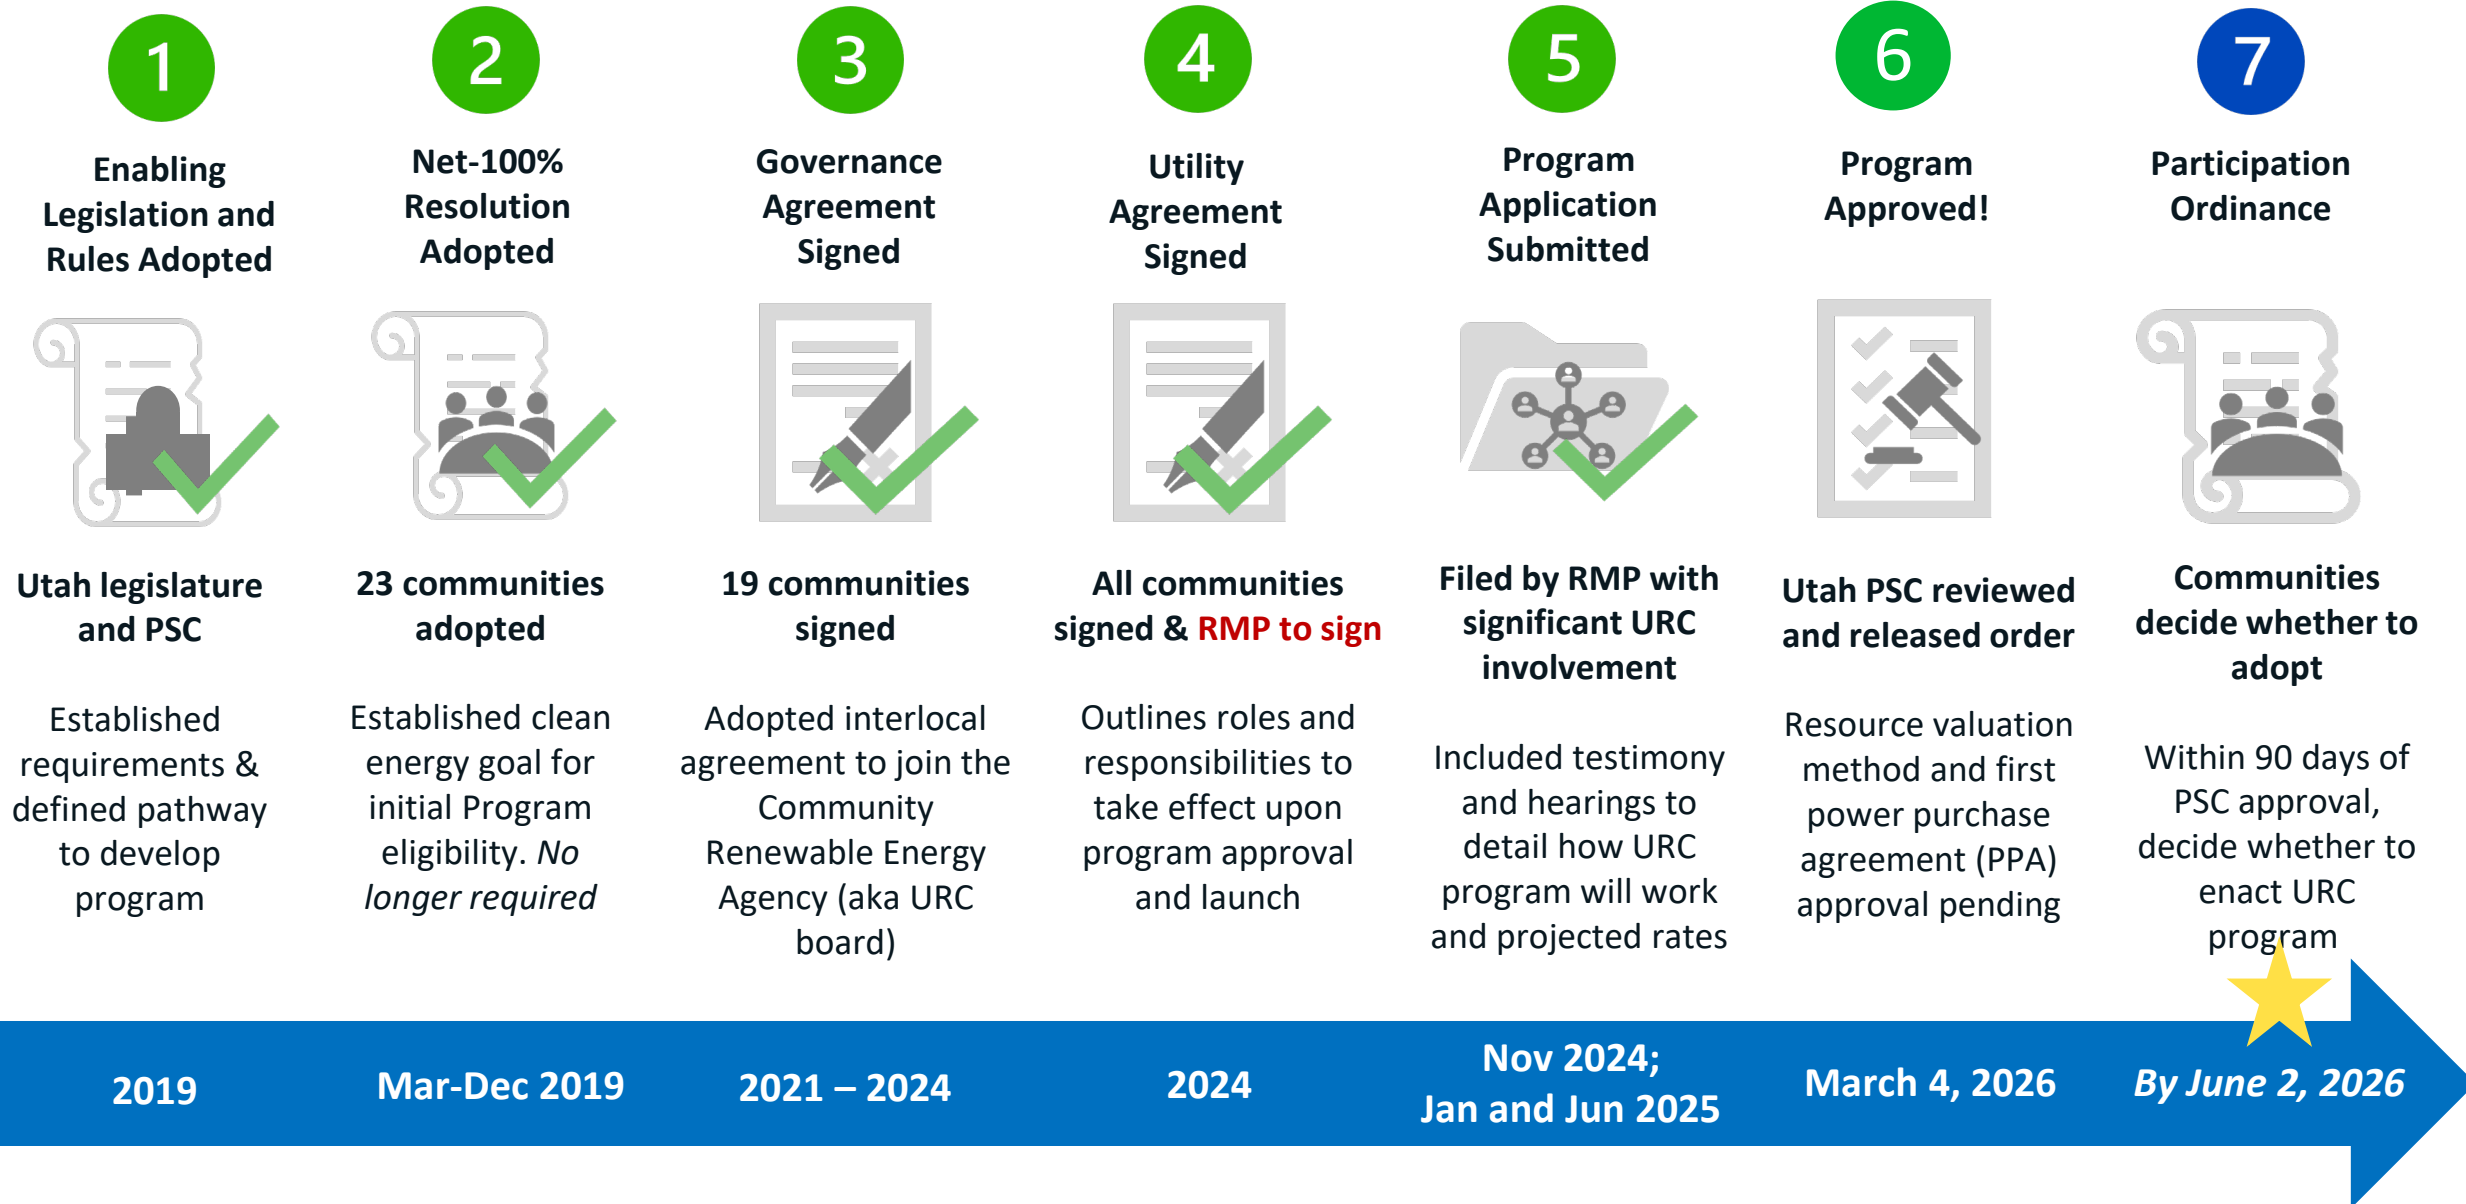 1
Enabling
Legislation and
Rules Adopted
Utah legislature
and PSC
Established
requirements &
defined pathway
to develop
program
2019
2
Net-100%
Resolution
Adopted
23 communities
adopted
Established clean
energy goal for
initial Program
eligibility. No
longer required
Mar-Dec 2019
3
Governance
Agreement
Signed
19 communities
signed
Adopted interlocal
agreement to join the
Community
Renewable Energy
Agency (aka URC
board)
2021 – 2024
4
Utility
Agreement
Signed
All communities
signed & RMP to sign
Outlines roles and
responsibilities to
take effect upon
program approval
and launch
2024
5
Program
Application
Submitted
Filed by RMP with
significant URC
involvement
Included testimony
and hearings to
detail how URC
program will work
and projected rates
Nov 2024;
Jan and Jun 2025
6
Program
Approved!
Utah PSC reviewed
and released order
Resource valuation
method and first
power purchase
agreement (PPA)
approval pending
March 4, 2026
7
Participation
Ordinance
Communities
decide whether to
adopt
Within 90 days of
PSC approval,
decide whether to
enact URC
program
By June 2, 2026